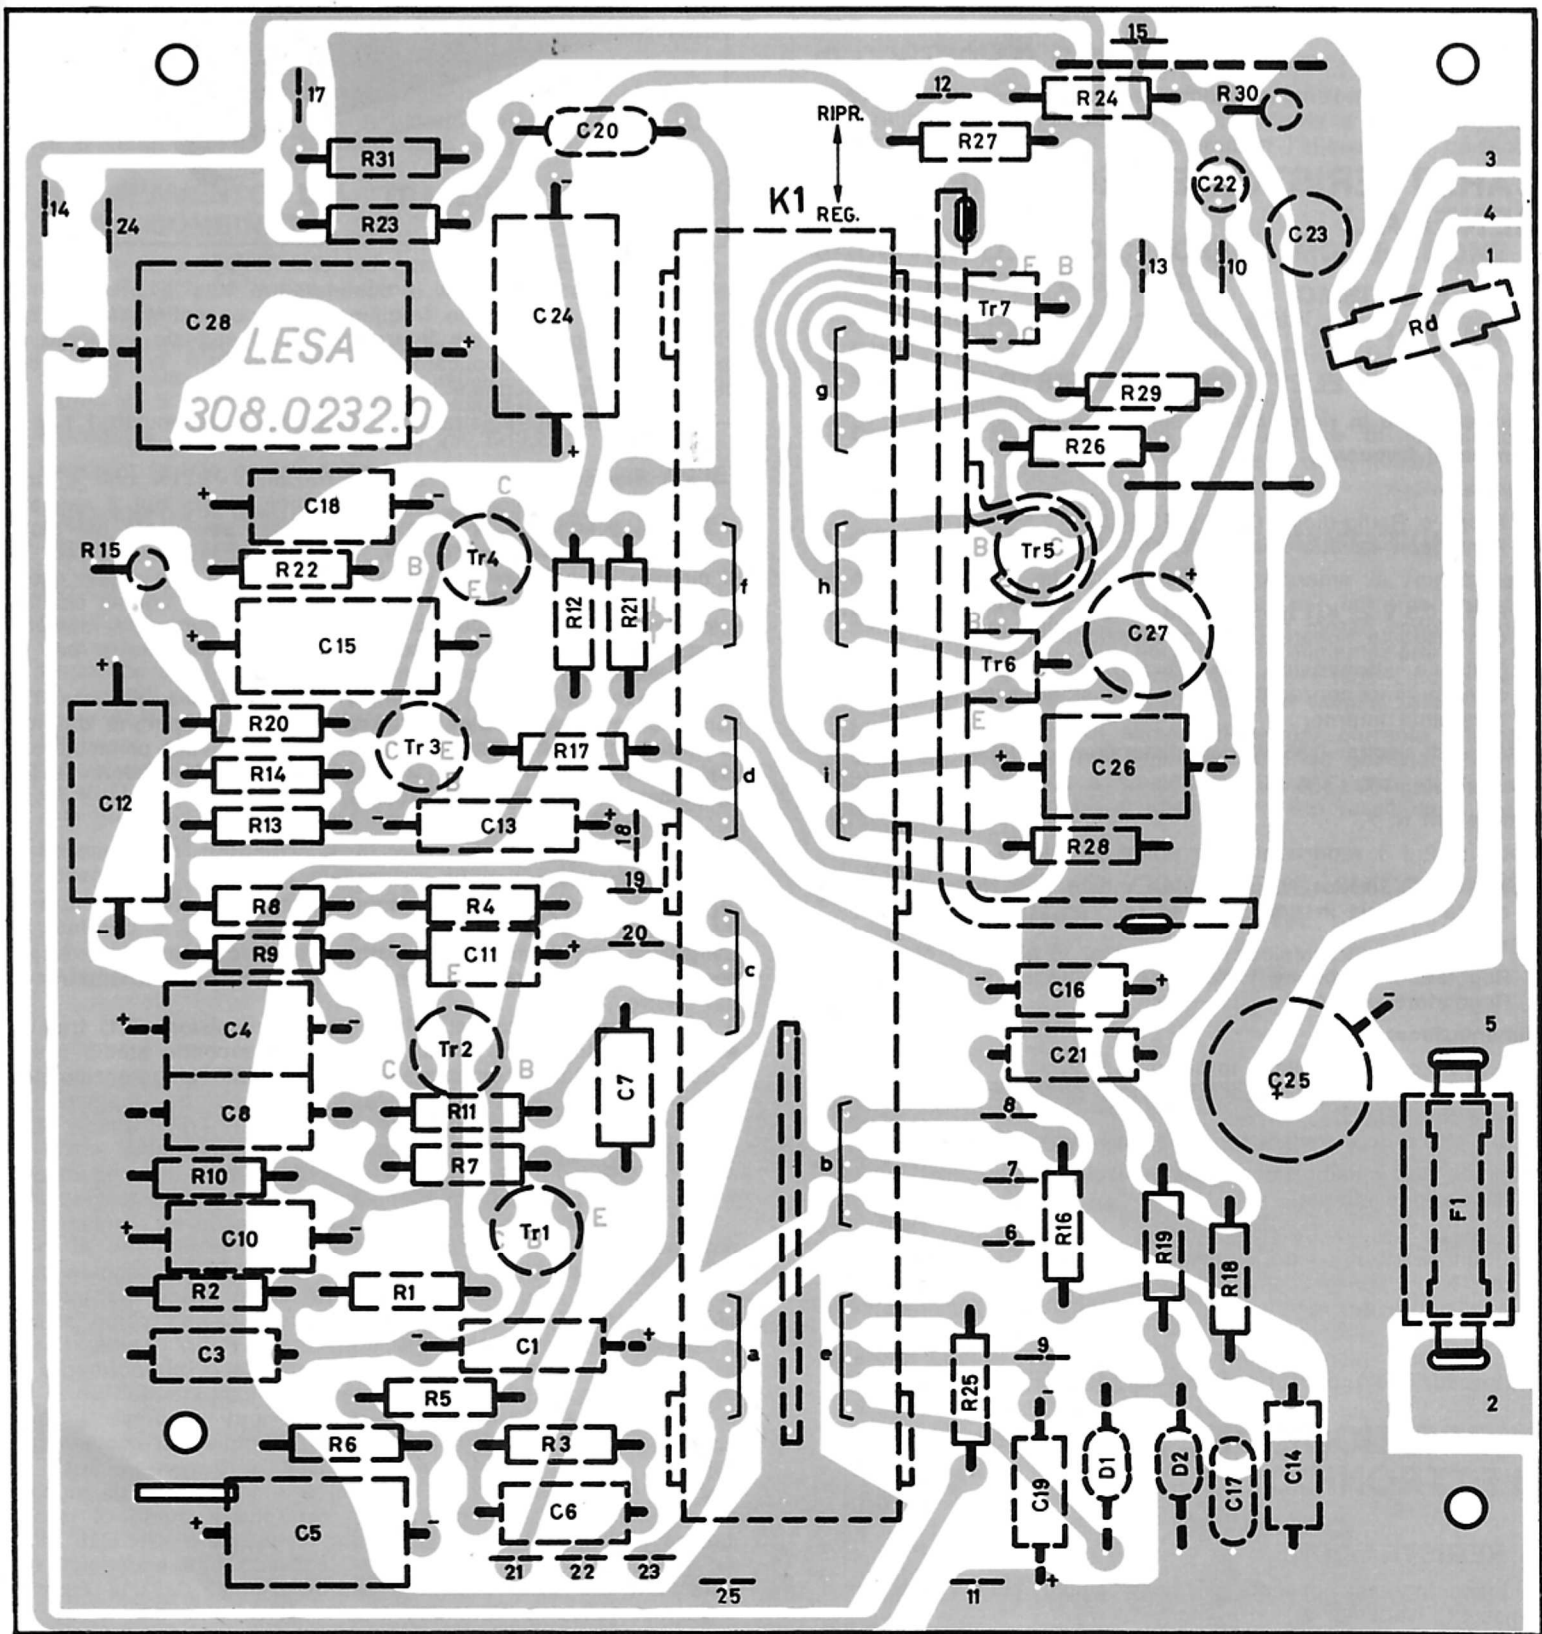 15
17
12
R24
R30
RIPR.
C20
R27
R31
3
C22
14
24
R23
K1
REG.
4
C23
1
E
B
13
10
C28
C24
Tr7
C
Rd
-
+
LESA
g
R29
308.0232.0
R26
+
C18
-
C
R15
B
Tr4
E
R22
R12
R21
f
h
B
Tr5
C
+
C27
-
+
C15
-
B
Tr6
E
+
C12
-
R20
C
Tr3
E
B
R17
d
i
R14
+
C26
-
R13
-
C13
+
18
R28
R8
R4
19
R9
-
C11
+
20
c
+
C4
-
E
Tr2
C
B
-
C16
+
C21
5
-
C25
+
C8
R11
C7
8
R7
b
7
R10
R16
R19
R18
F1
+
C10
-
C
Tr1
E
B
6
R2
R1
C3
-
C1
+
a
e
9
R25
R5
2
R6
R3
-
C19
+
D1
D2
C17
C14
+
C5
-
C6
21
22
23
25
11